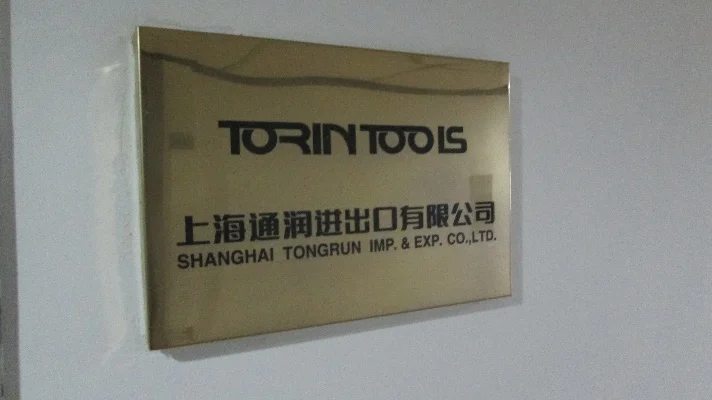 TORIN TOOLS
上海通润进出口有限公司
SHANGHAI TONGRUN IMP. & EXP. CO.,LTD.